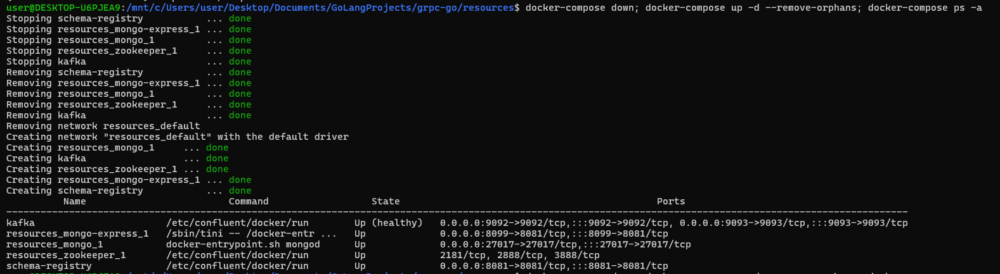 user@DESKTOP-U6PJEA9:/mnt/c/Users/user/Desktop/Documents/GoLangProjects/grpc-go/resources$ docker-compose down; docker-compose up -d --remove-orphans; docker-compose ps -a
Stopping schema-registry           ... done
Stopping resources_mongo-express_1 ... done
Stopping resources_mongo_1         ... done
Stopping resources_zookeeper_1     ... done
Stopping kafka                     ... done
Removing schema-registry           ... done
Removing resources_mongo-express_1 ... done
Removing resources_mongo_1         ... done
Removing resources_zookeeper_1     ... done
Removing kafka                     ... done
Removing network resources_default
Creating network "resources_default" with the default driver
Creating resources_mongo_1     ... done
Creating kafka                 ... done
Creating resources_zookeeper_1 ... done
Creating resources_mongo-express_1 ... done
Creating schema-registry           ... done
Name Command State Ports
--------------------------------------------------------------------------------------------------------------------------------------------------------------
kafka                       /etc/confluent/docker/run        Up (healthy)   0.0.0.0:9092->9092/tcp,:::9092->9092/tcp, 0.0.0.0:9093->9093/tcp,:::9093->9093/tcp
resources_mongo-express_1   /sbin/tini -- /docker-entr ...   Up             0.0.0.0:8099->8081/tcp,:::8099->8081/tcp
resources_mongo_1           docker-entrypoint.sh mongod      Up             0.0.0.0:27017->27017/tcp,:::27017->27017/tcp
resources_zookeeper_1       /etc/confluent/docker/run        Up             2181/tcp, 2888/tcp, 3888/tcp
schema-registry             /etc/confluent/docker/run        Up             0.0.0.0:8081->8081/tcp,:::8081->8081/tcp